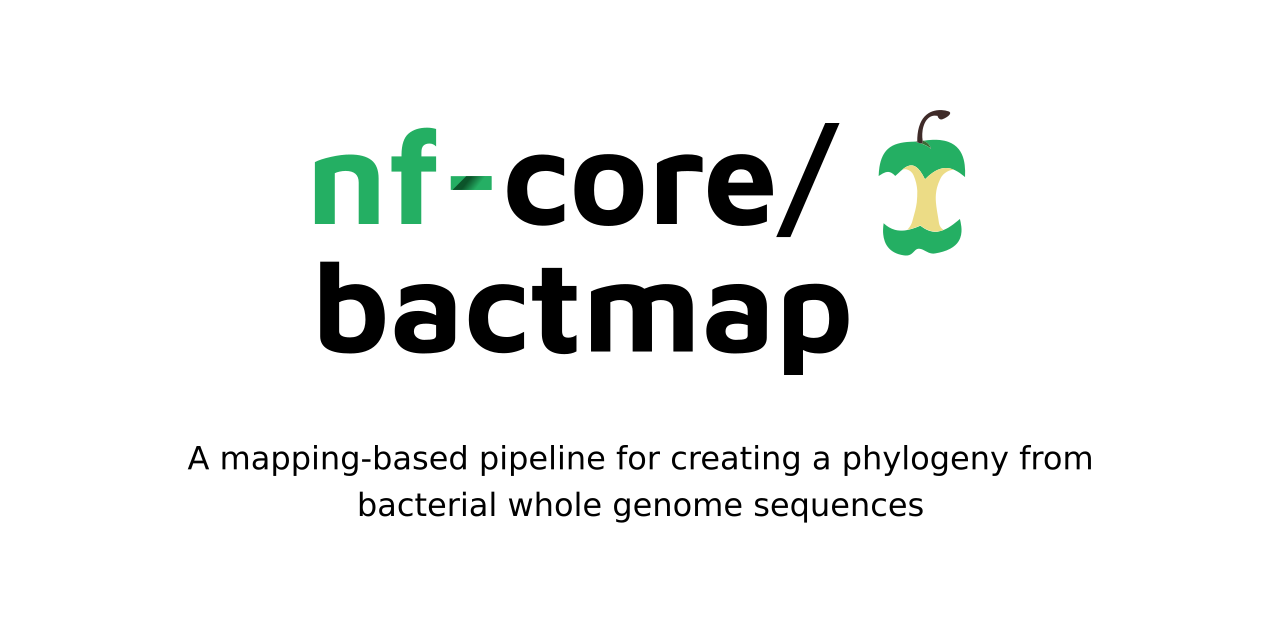 nf-core/
bactmap
A mapping-based pipeline for creating a phylogeny from
bacterial whole genome sequences